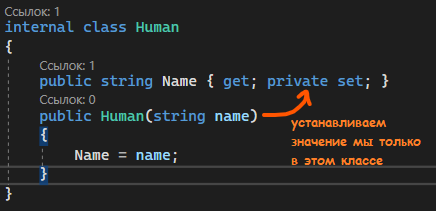 Ссылок: 1
internal class Human
{
Ссылок: 1
public string Name { get; private set; }
Ссылок: 0
public Human(string name)
{
Name = name;
}
}
устанавливаем
значение мы только
в этом классе